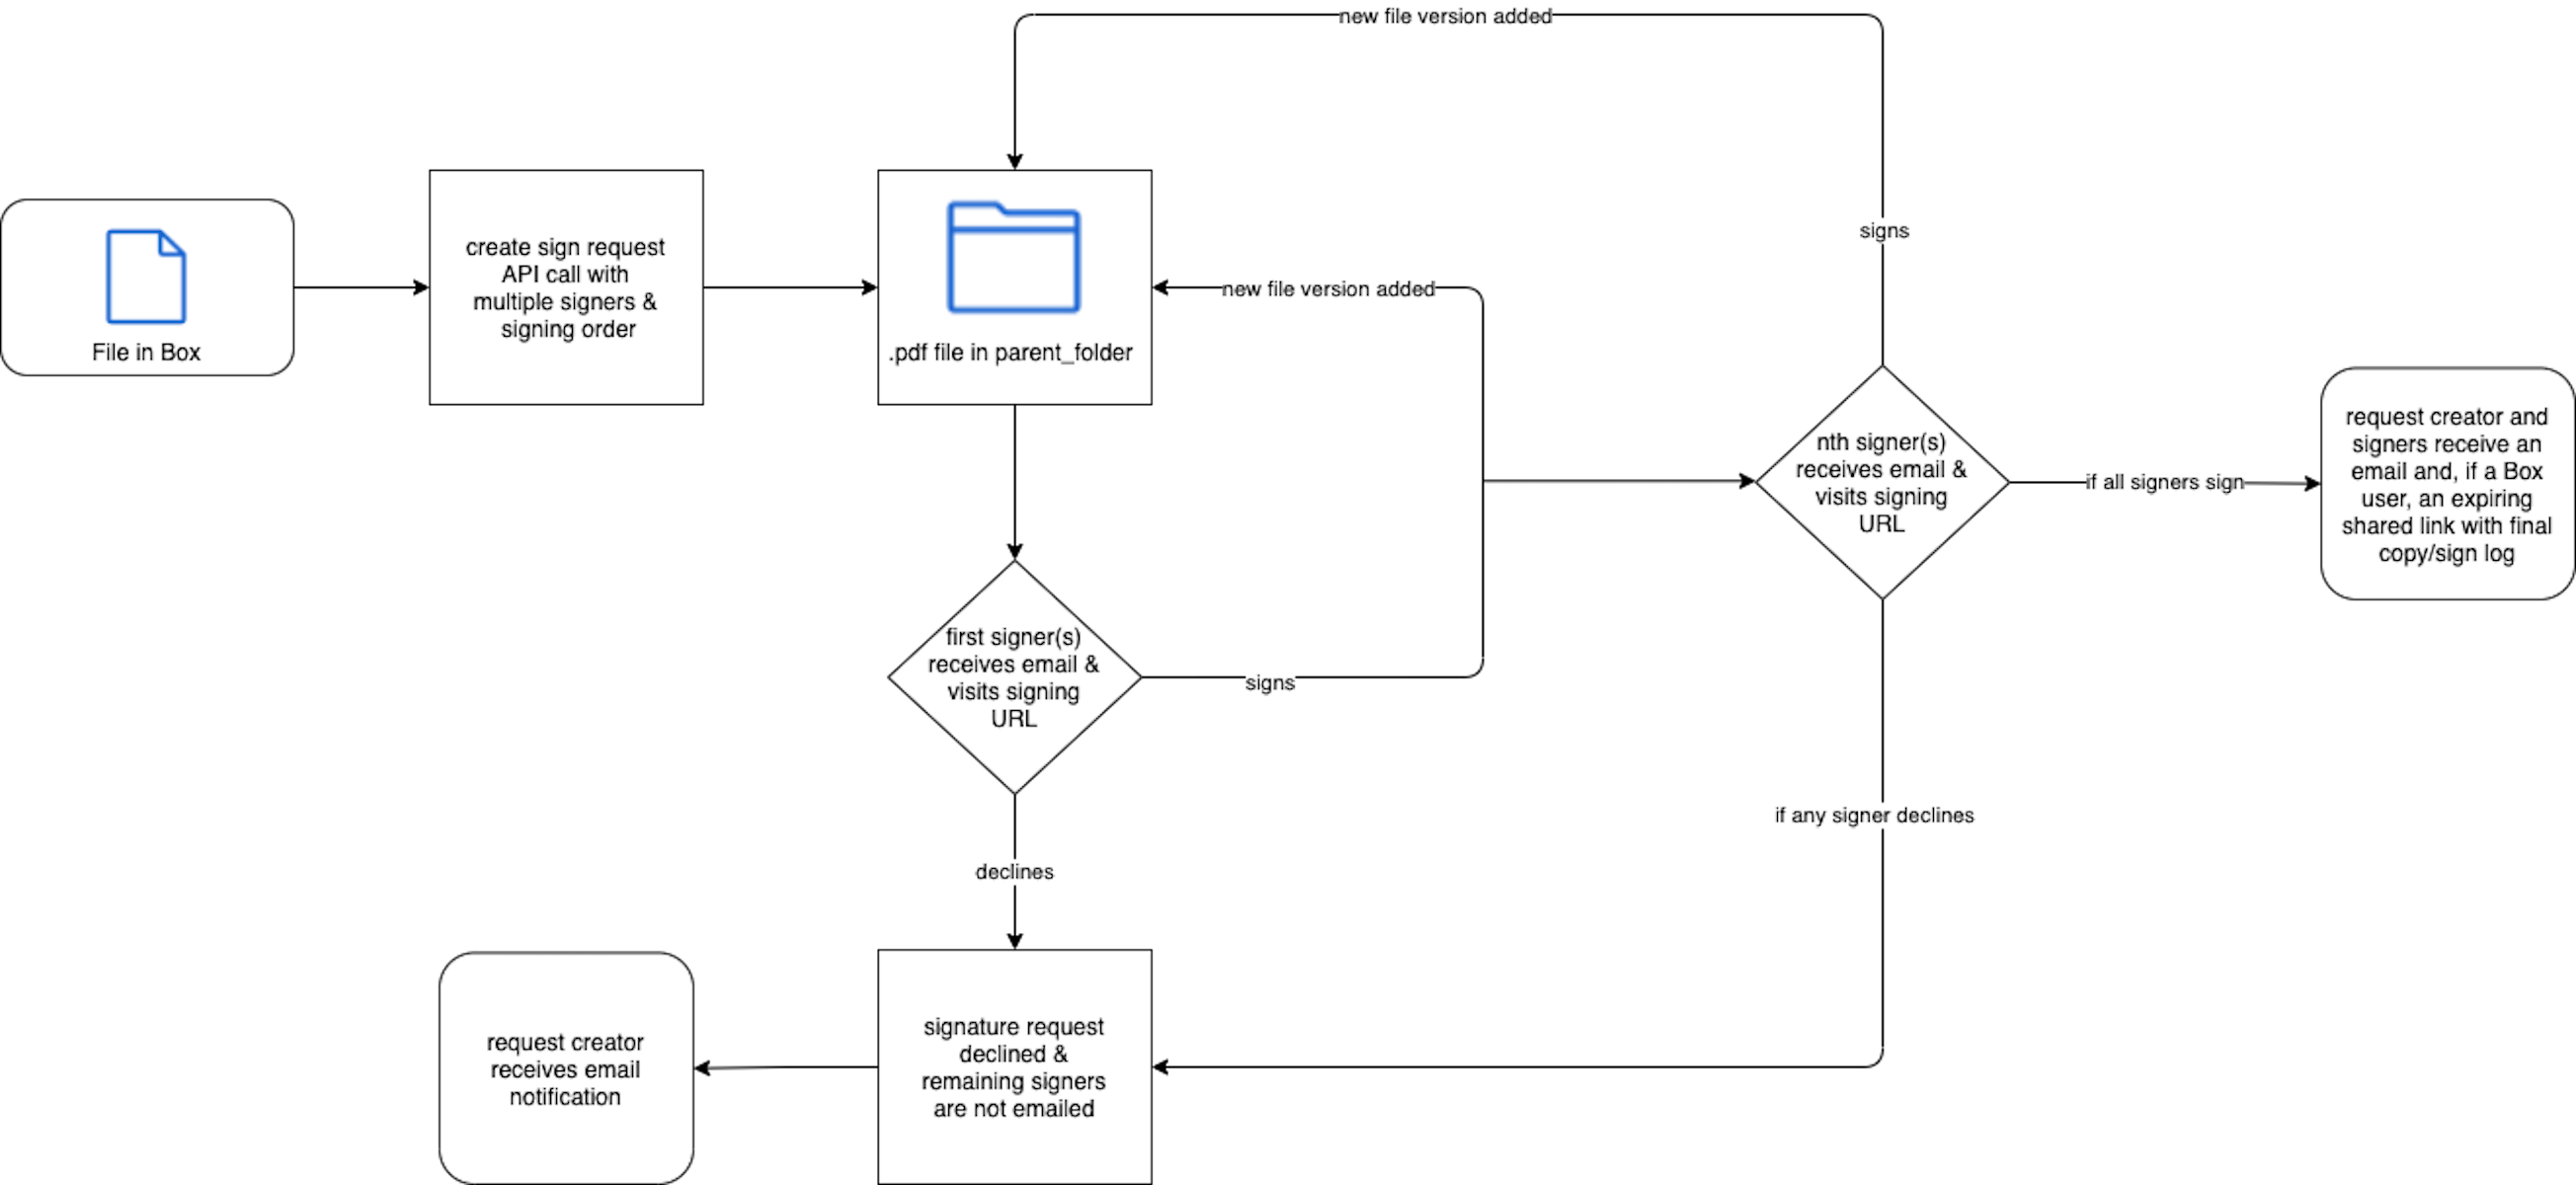 new file version added
File in Box
create sign request
API call with
multiple signers &
signing order
.pdf file in parent_folder
new file version added
signs
nth signer(s)
receives email &
visits signing
URL
if all signers sign
request creator and
signers receive an
email and, if a Box
user, an expiring
shared link with final
copy/sign log
first signer(s)
receives email &
visits signing
URL
signs
if any signer declines
declines
request creator
receives email
notification
signature request
declined &
remaining signers
are not emailed